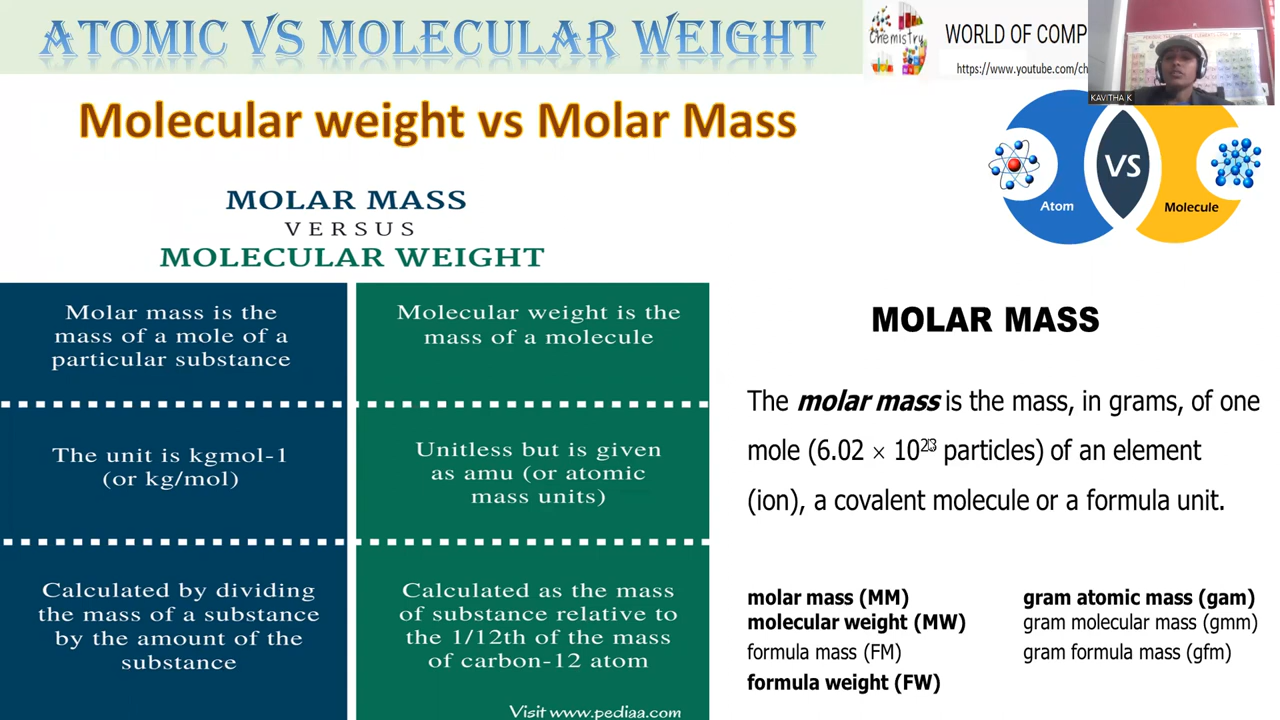 ATOMIC VS MOLECULAR WEIGHT
Chemistry
WORLD OF COMP
https://www.youtube.com/ch
KAVITHA K
Molecular weight vs Molar Mass
VS
Atom
Molecule
MOLAR MASS
VERSUS
MOLECULAR WEIGHT
Molar mass is the
mass of a mole of a
particular substance
The unit is kgmol-1
(or kg/mol)
Calculated by dividing
the mass of a substance
by the amount of the
substance
Molecular weight is the
mass of a molecule
Unitless but is given
as amu (or atomic
mass units)
Calculated as the mass
of substance relative to
the 1/12th of the mass
of carbon-12 atom
Visit www.pediaa.com
MOLAR MASS
The molar mass is the mass, in grams, of one
mole (6.02 × 10²³ particles) of an element
(ion), a covalent molecule or a formula unit.
molar mass (MM)
molecular weight (MW)
formula mass (FM)
formula weight (FW)
gram atomic mass (gam)
gram molecular mass (gmm)
gram formula mass (gfm)